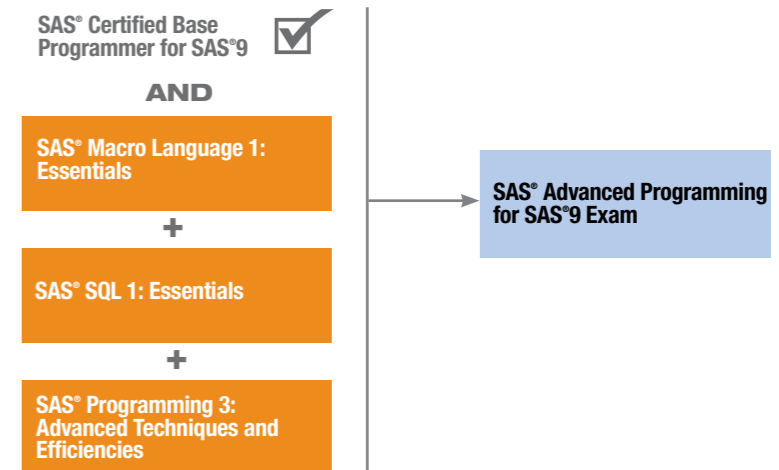 SAS® Certified Base
Programmer for SAS®9
AND
SAS® Macro Language 1:
Essentials
+
SAS® SQL 1: Essentials
+
SAS® Programming 3:
Advanced Techniques and
Efficiencies
SAS® Advanced Programming
for SAS®9 Exam